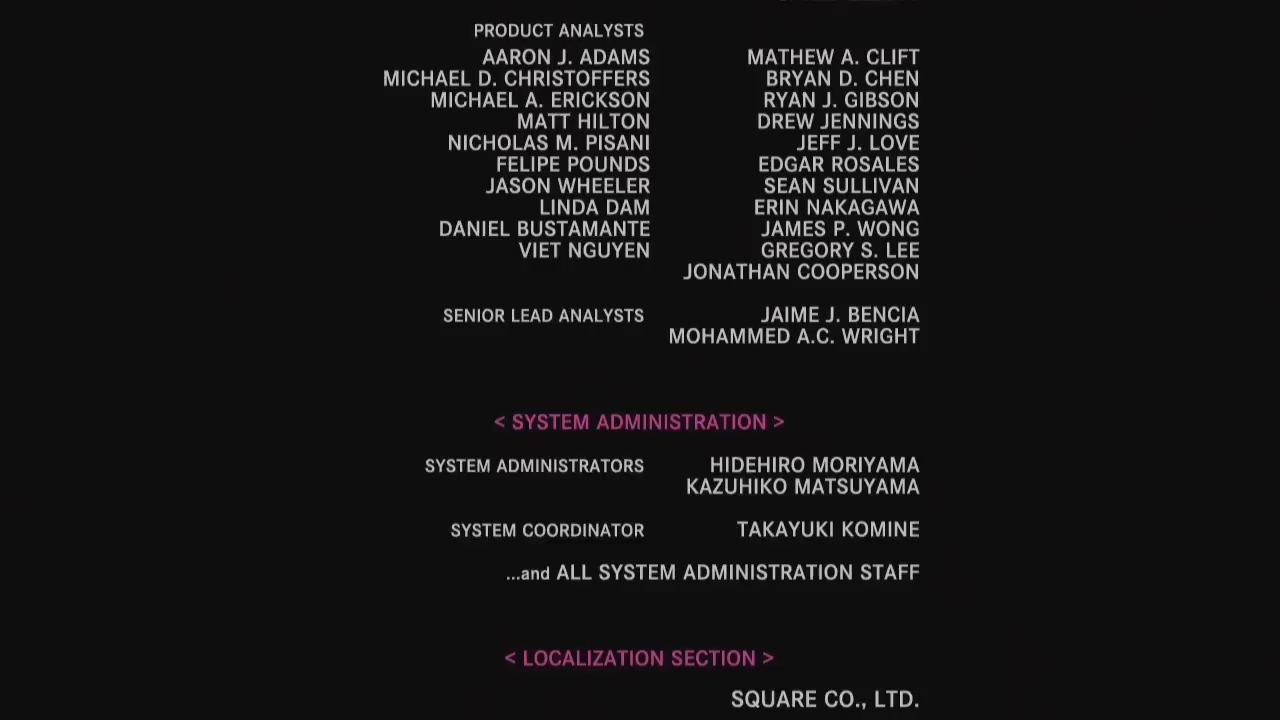 PRODUCT ANALYSTS
AARON J. ADAMS MATHEW A. CLIFT
MICHAEL D. CHRISTOFFERS BRYAN D. CHEN
MICHAEL A. ERICKSON RYAN J. GIBSON
MATT HILTON DREW JENNINGS
NICHOLAS M. PISANI JEFF J. LOVE
FELIPE POUNDS EDGAR ROSALES
JASON WHEELER SEAN SULLIVAN
LINDA DAM ERIN NAKAGAWA
DANIEL BUSTAMANTE JAMES P. WONG
VIET NGUYEN GREGORY S. LEE
JONATHAN COOPERSON
SENIOR LEAD ANALYSTS JAIME J. BENCIA
MOHAMMED A.C. WRIGHT
< SYSTEM ADMINISTRATION >
SYSTEM ADMINISTRATORS HIDEHIRO MORIYAMA
KAZUHIKO MATSUYAMA
SYSTEM COORDINATOR TAKAYUKI KOMINE
...and ALL SYSTEM ADMINISTRATION STAFF
< LOCALIZATION SECTION >
SQUARE CO., LTD.